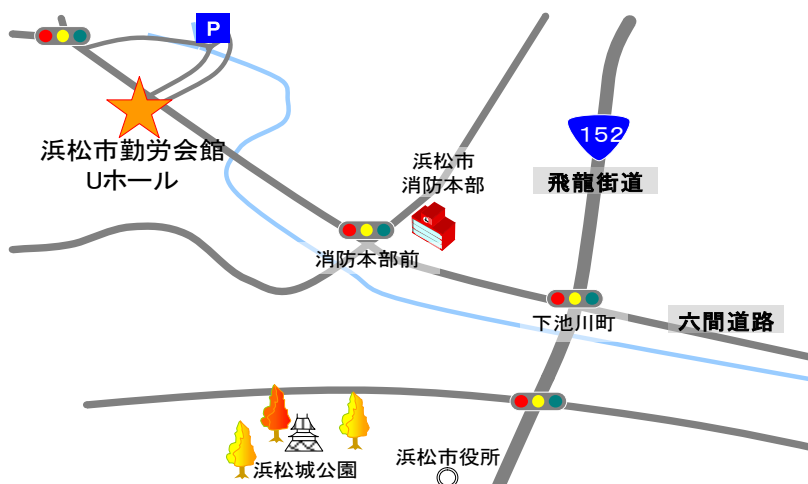 P
浜松市勤労会館
Uホール
152
浜松市
消防本部
飛龍街道
消防本部前
下池川町
六間道路
浜松城公園
浜松市役所